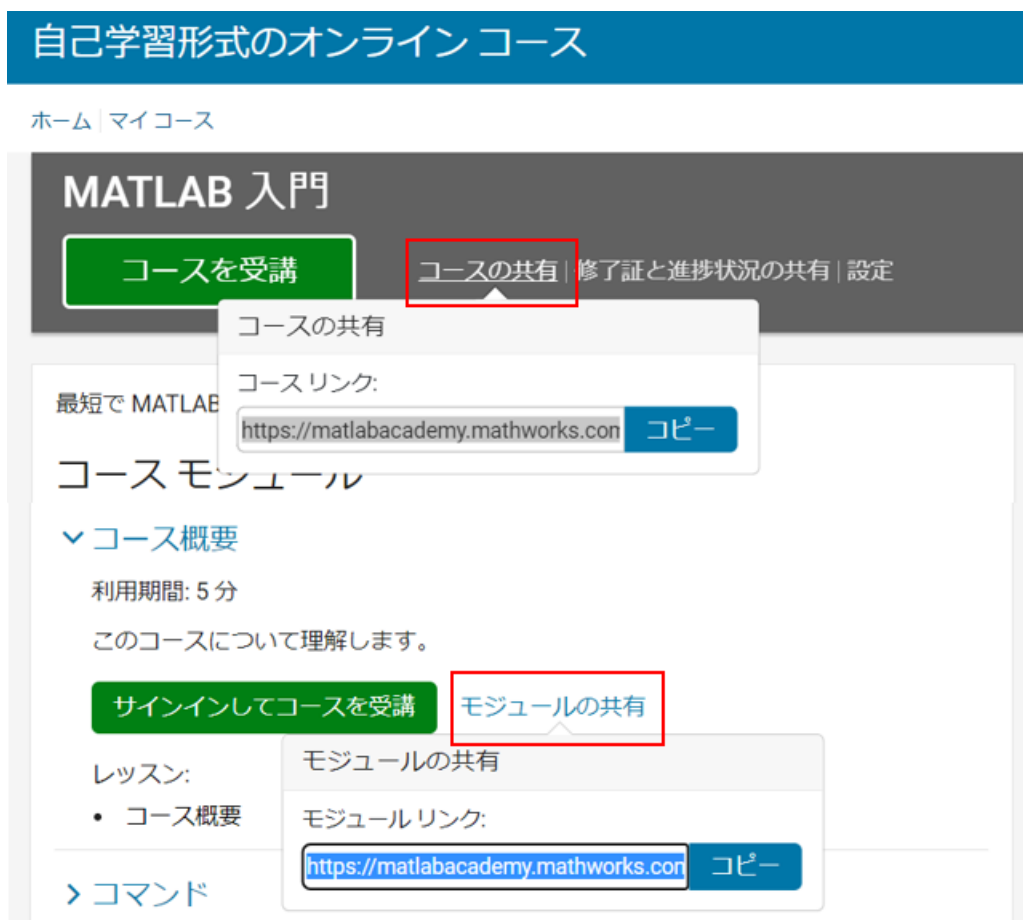 自己学習形式のオンライン コース
ホーム | マイ コース
MATLAB 入門
コースを受講
コースの共有 | 修了証と進捗状況の共有 | 設定
コースの共有
コース リンク:
https://matlabacademy.mathworks.com
コピー
最短で MATLAB
コース モジュール
コース概要
利用期間: 5 分
このコースについて理解します。
サインインしてコースを受講
モジュールの共有
モジュールの共有
モジュール リンク:
https://matlabacademy.mathworks.com
コピー
レッスン:
• コース概要
コマンド